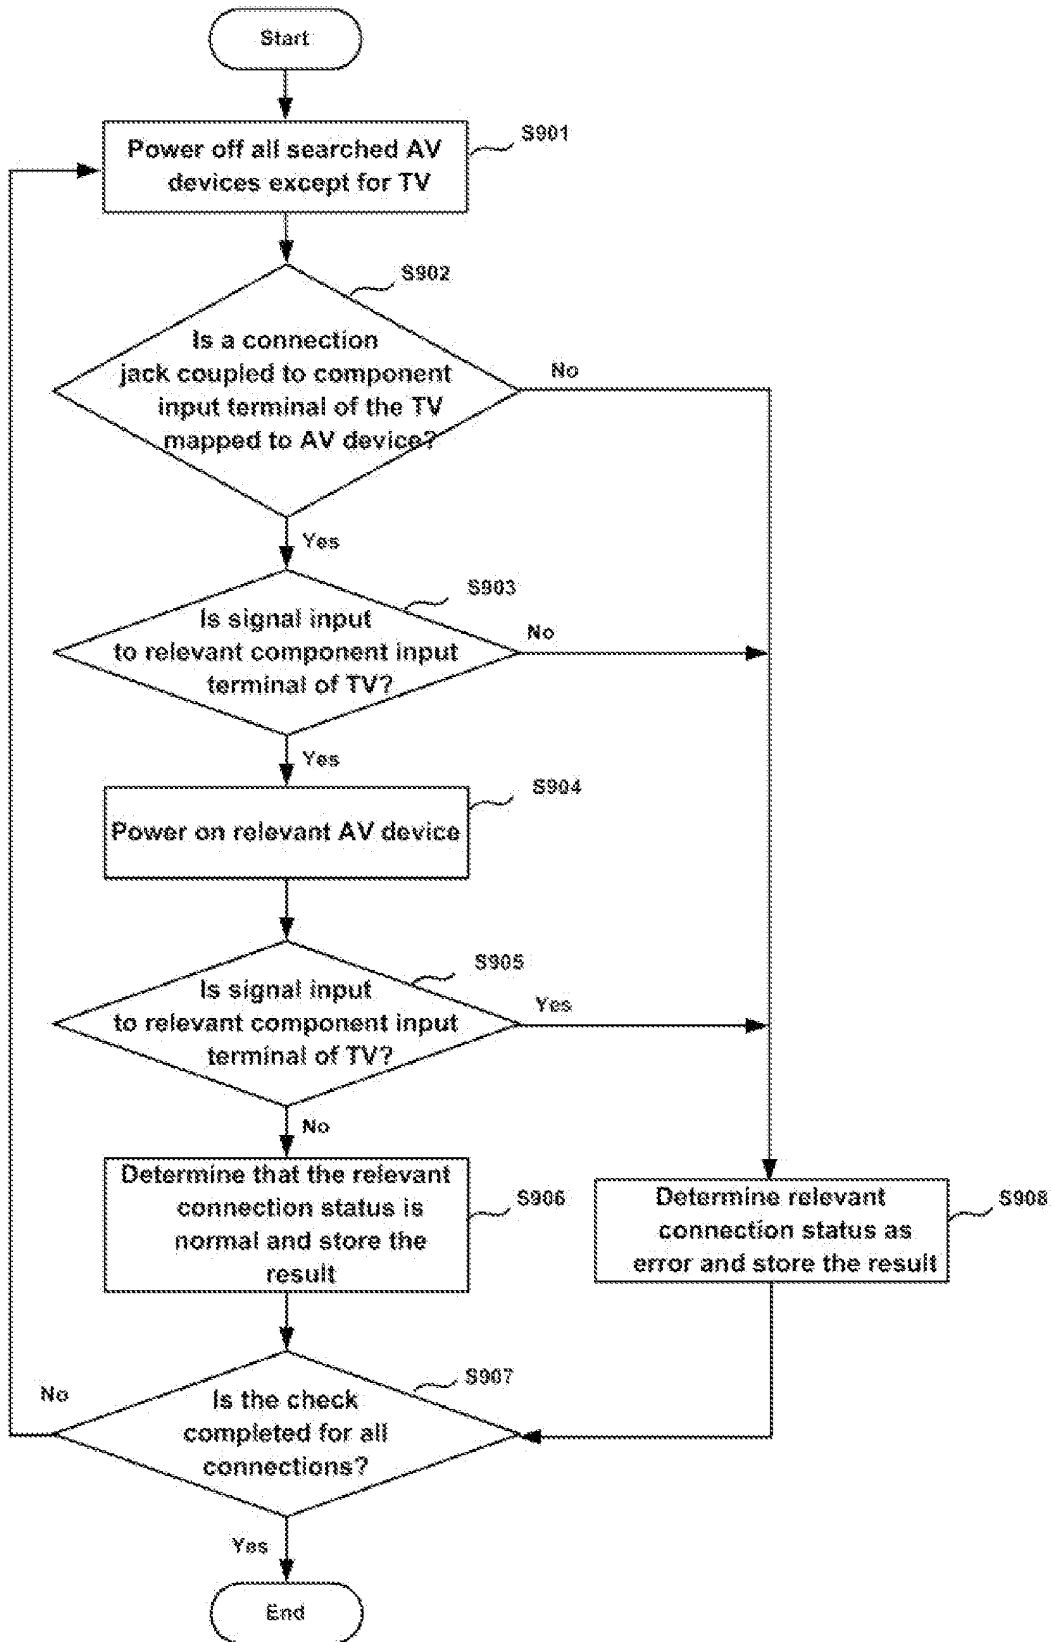 Start
Power off all searched AV
devices except for TV
S901
S902
Is a connection
jack coupled to component
input terminal of the TV
mapped to AV device?
No
Yes
S903
Is signal input
to relevant component input
terminal of TV?
No
Yes
S904
Power on relevant AV device
S905
Is signal input
to relevant component input
terminal of TV?
Yes
No
Determine that the relevant
connection status is
normal and store the
result
S906
Determine relevant
connection status as
error and store the result
S908
S907
No
Is the check
completed for all
connections?
Yes
End